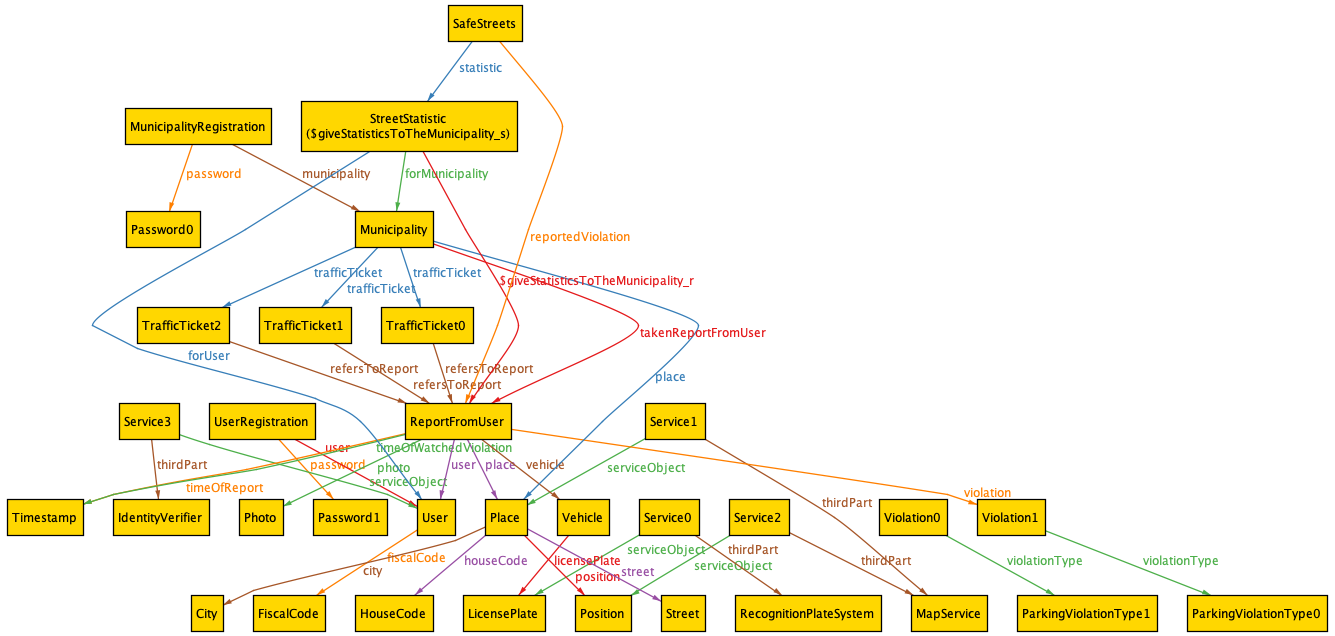 SafeStreets
statistic
StreetStatistic
($giveStatisticsToTheMunicipality_s)
MunicipalityRegistration
password
municipality
forMunicipality
Password0
Municipality
reportedViolation
trafficTicket
trafficTicket
trafficTicket
$giveStatisticsToTheMunicipality_r
TrafficTicket2
TrafficTicket1
TrafficTicket0
takenReportFromUser
forUser
refersToReport
refersToReport
refersToReport
place
Service3
UserRegistration
ReportFromUser
Service1
thirdPart
user
password
timeOfWatchedViolation
photo
serviceObject
user
place
vehicle
serviceObject
timeOfReport
violation
thirdPart
Timestamp
IdentityVerifier
Photo
Password1
User
Place
Vehicle
Service0
Service2
Violation0
Violation1
city
fiscalCode
houseCode
licensePlate
position
street
serviceObject
thirdPart
serviceObject
thirdPart
violationType
violationType
City
FiscalCode
HouseCode
LicensePlate
Position
Street
RecognitionPlateSystem
MapService
ParkingViolationType1
ParkingViolationType0